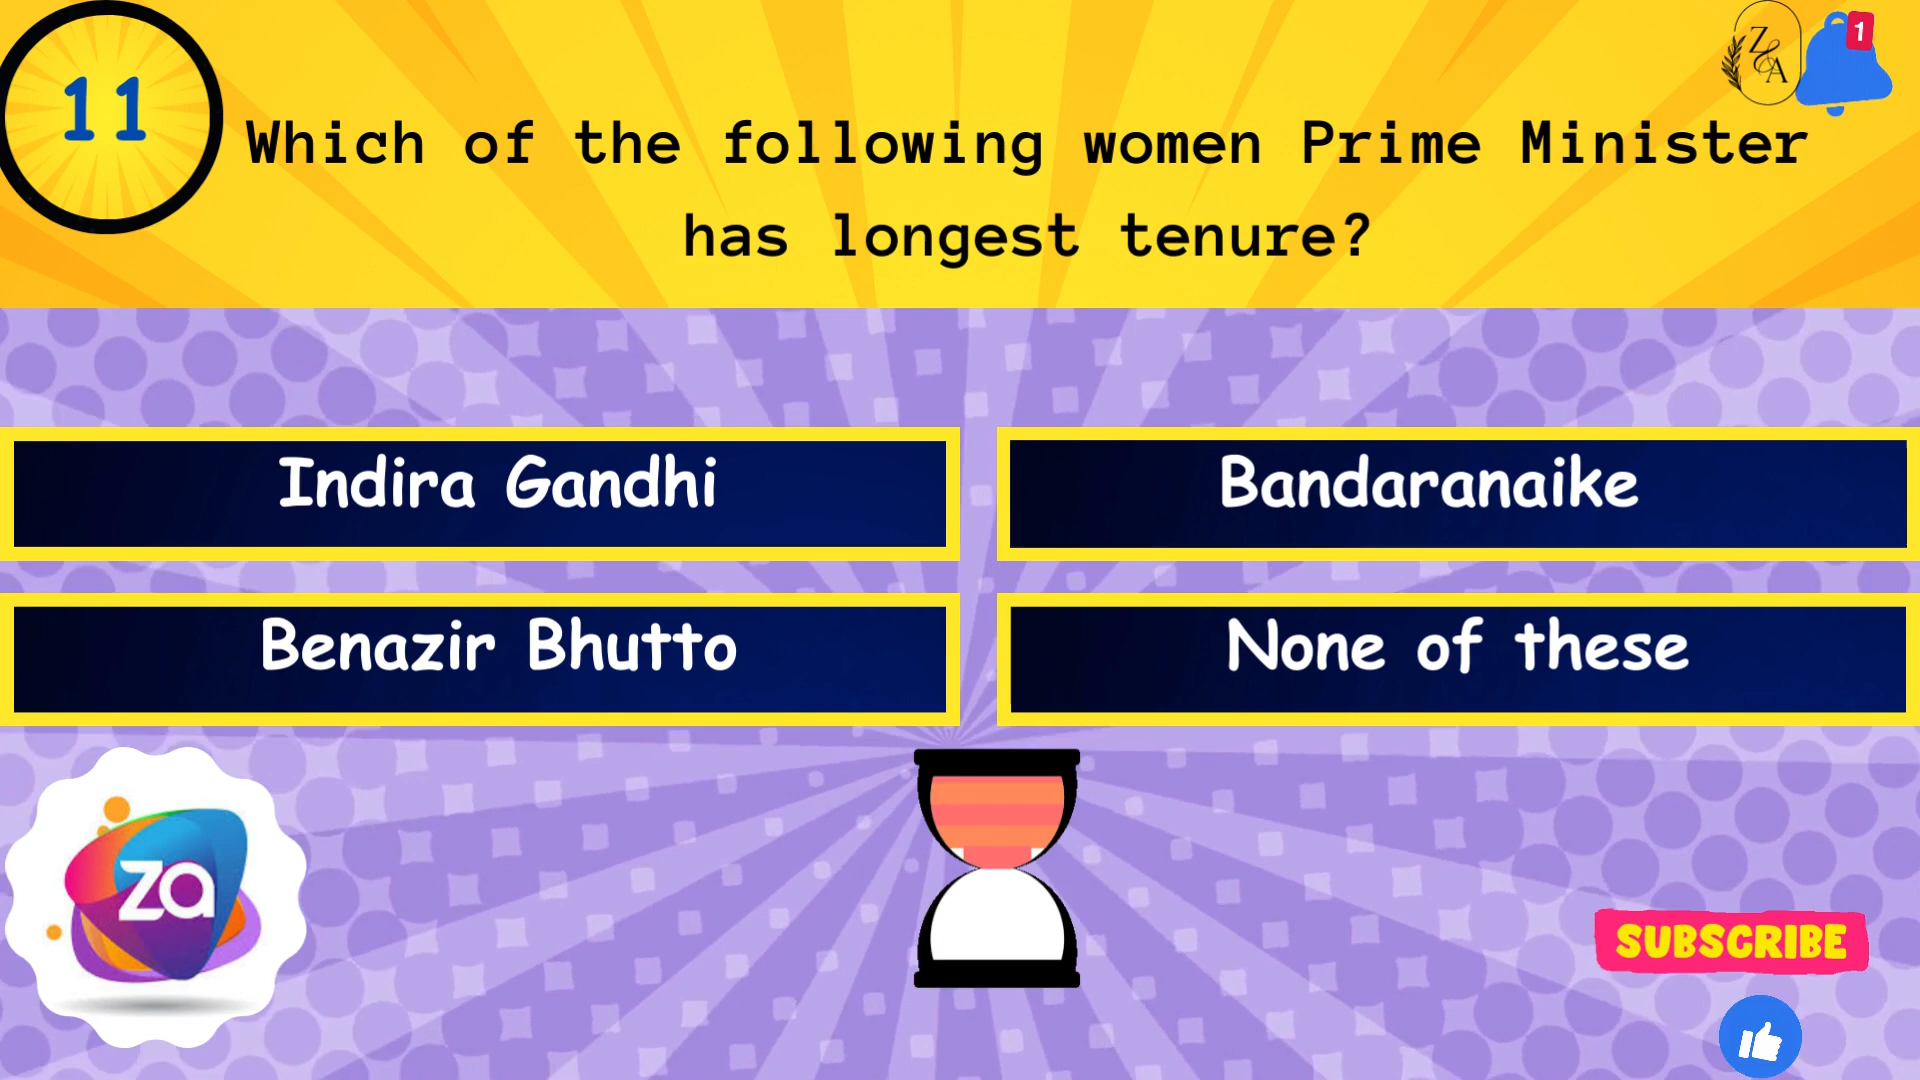 11
Z&A
1
Which of the following women Prime Minister
has longest tenure?
Indira Gandhi
Bandaranaike
Benazir Bhutto
None of these
za
SUBSCRIBE